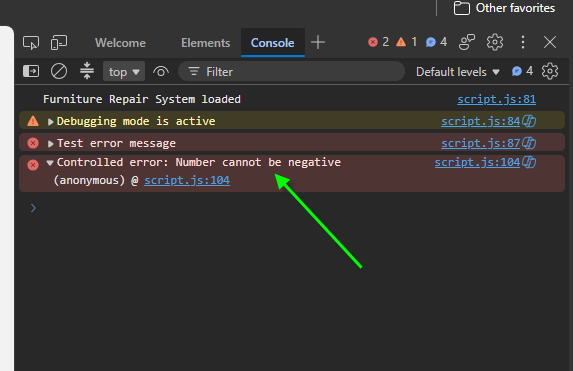 Other favorites
Welcome Elements Console 2 1 4
top Filter Default levels 4
Furniture Repair System loaded script.js:81
Debugging mode is active script.js:84
Test error message script.js:87
Controlled error: Number cannot be negative script.js:104
(anonymous) @ script.js:104